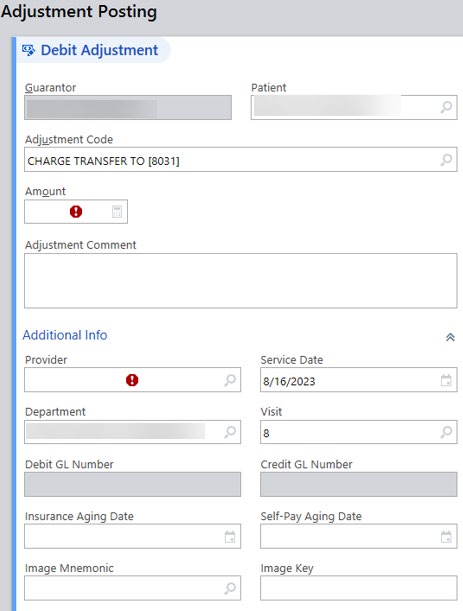 Adjustment Posting
Debit Adjustment
Guarantor Patient
Adjustment Code
CHARGE TRANSFER TO [8031]
Amount
Adjustment Comment
Additional Info
Provider Service Date
8/16/2023
Department Visit
8
Debit GL Number Credit GL Number
Insurance Aging Date Self-Pay Aging Date
Image Mnemonic Image Key